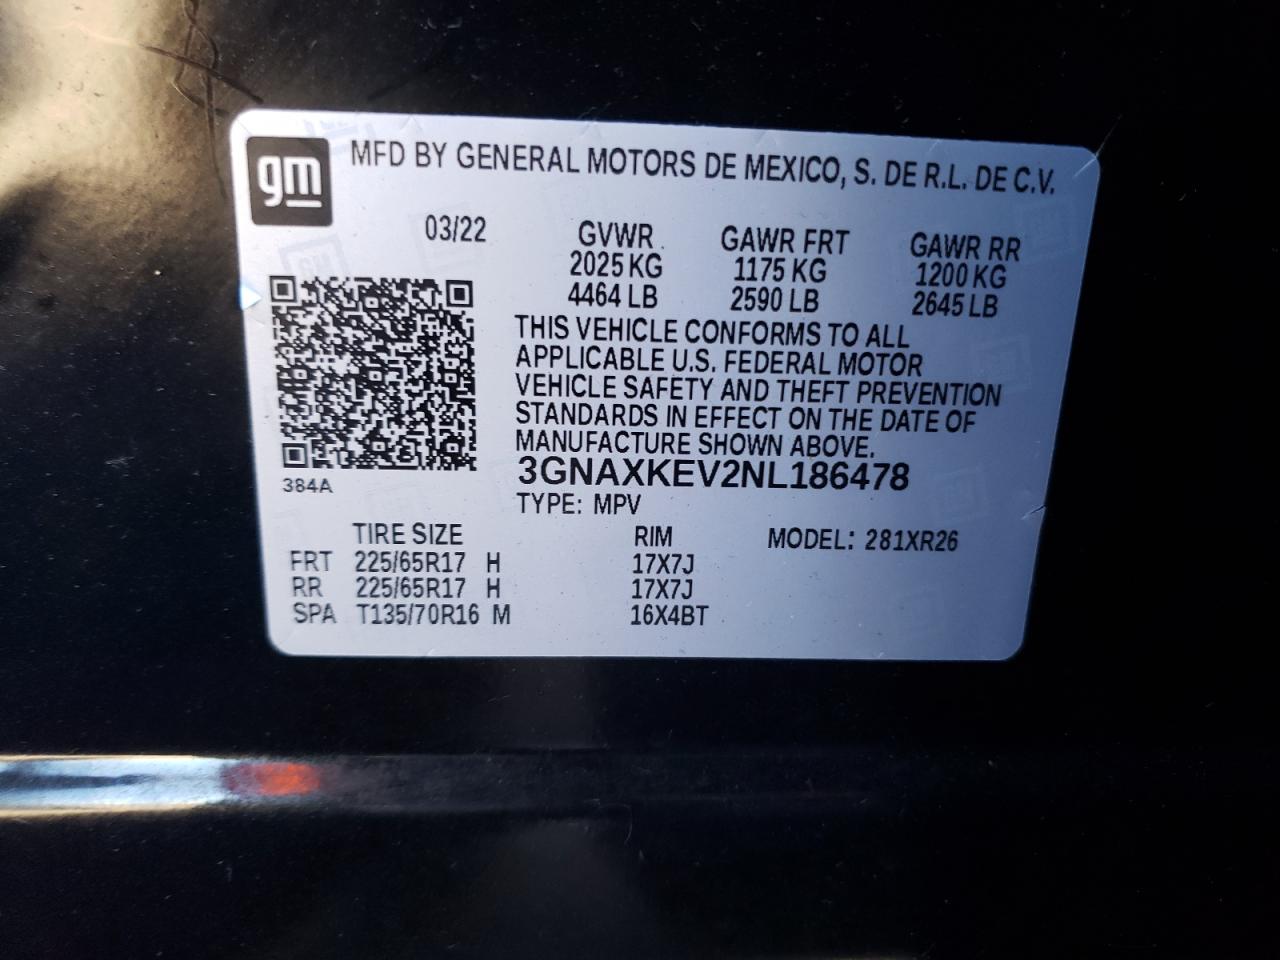 gm
MFD BY GENERAL MOTORS DE MEXICO, S. DE R.L. DE C.V.
03/22 GVWR GAWR FRT GAWR RR
2025 KG 1175 KG 1200 KG
4464 LB 2590 LB 2645 LB
THIS VEHICLE CONFORMS TO ALL
APPLICABLE U.S. FEDERAL MOTOR
VEHICLE SAFETY AND THEFT PREVENTION
STANDARDS IN EFFECT ON THE DATE OF
MANUFACTURE SHOWN ABOVE.
3GNAXKEV2NL186478
384A
TYPE: MPV
TIRE SIZE RIM MODEL: 281XR26
FRT 225/65R17 H 17X7J
RR 225/65R17 H 17X7J
SPA T135/70R16 M 16X4BT